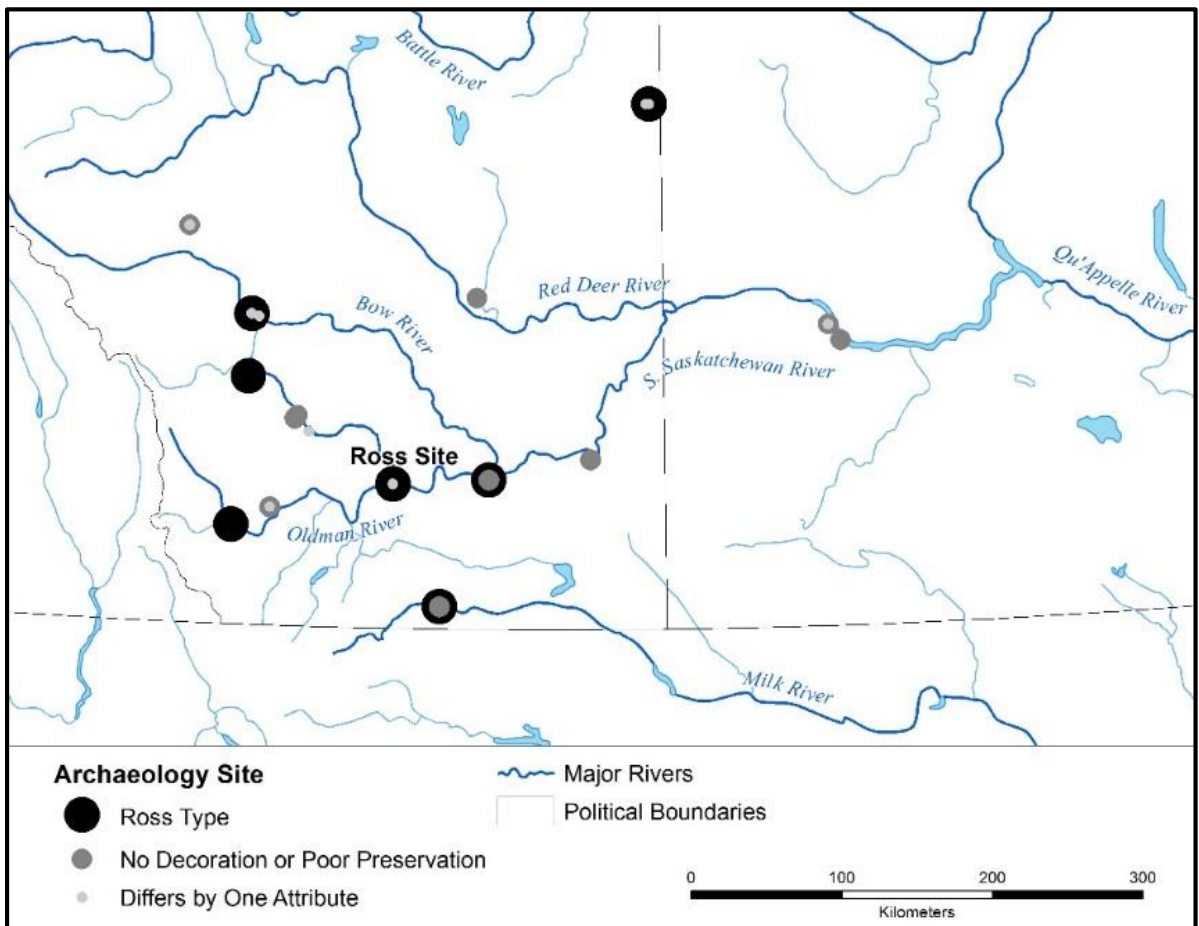 Battle River
Qu'Appelle River
Red Deer River
Bow River
S. Saskatchewan River
Ross Site
Oldman River
Milk River
Archaeology Site
Ross Type
No Decoration or Poor Preservation
Differs by One Attribute
Major Rivers
Political Boundaries
0 100 200 300
Kilometers